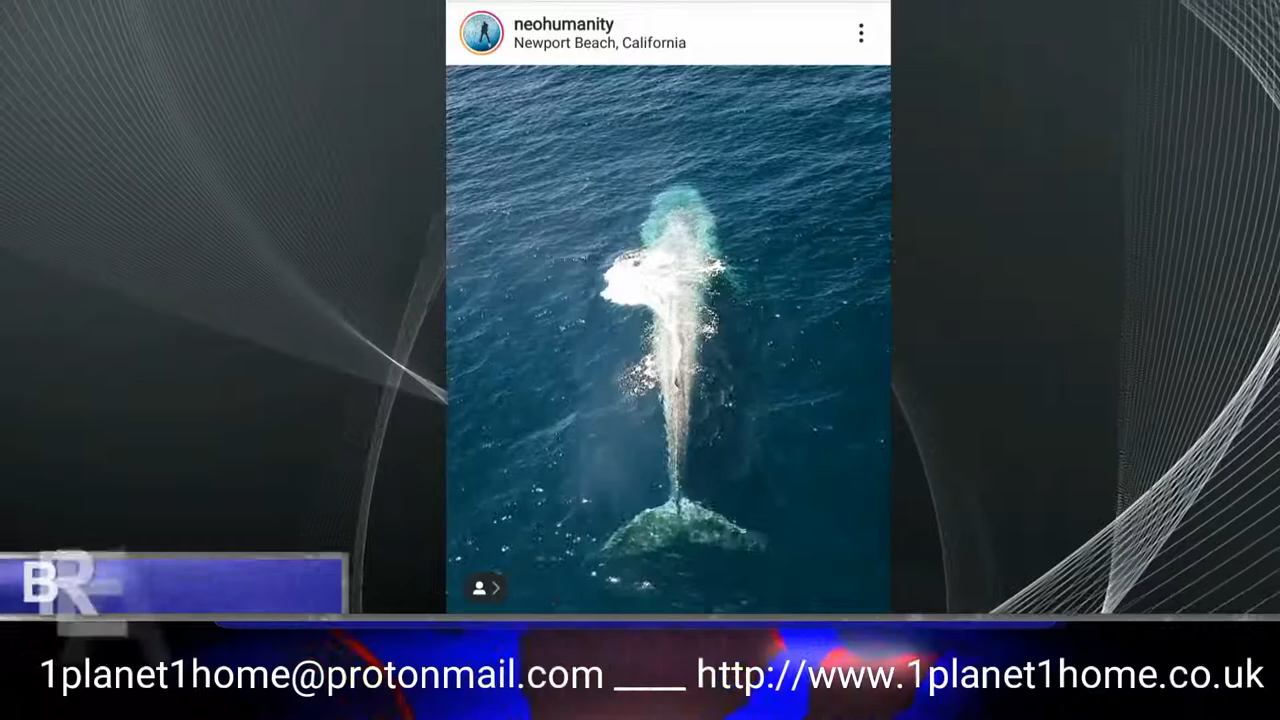 neohumanity
Newport Beach, California
1planet1home@protonmail.com ____ http://www.1planet1home.co.uk